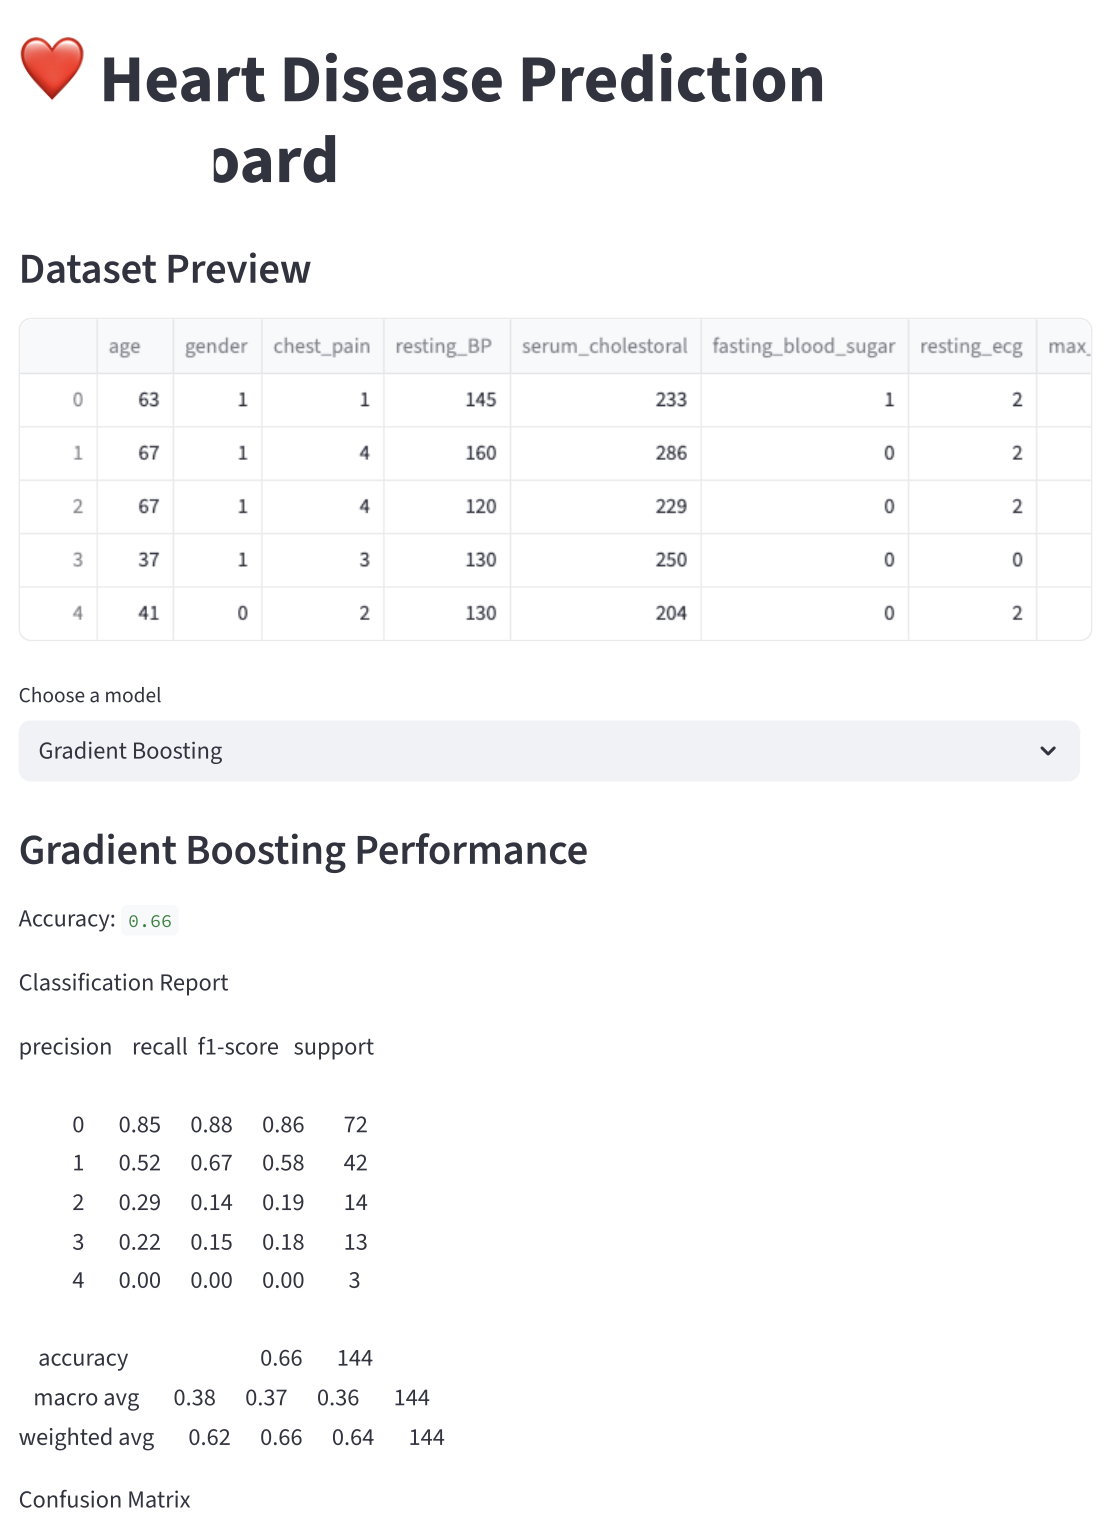 ❤️ Heart Disease Prediction
oard
Dataset Preview
age gender chest_pain resting_BP serum_cholestoral fasting_blood_sugar resting_ecg max_
0 63 1 1 145 233 1 2
1 67 1 4 160 286 0 2
2 67 1 4 120 229 0 2
3 37 1 3 130 250 0 0
4 41 0 2 130 204 0 2
Choose a model
Gradient Boosting
Gradient Boosting Performance
Accuracy: 0.66
Classification Report
precision recall f1-score support
0 0.85 0.88 0.86 72
1 0.52 0.67 0.58 42
2 0.29 0.14 0.19 14
3 0.22 0.15 0.18 13
4 0.00 0.00 0.00 3
accuracy 0.66 144
macro avg 0.38 0.37 0.36 144
weighted avg 0.62 0.66 0.64 144
Confusion Matrix